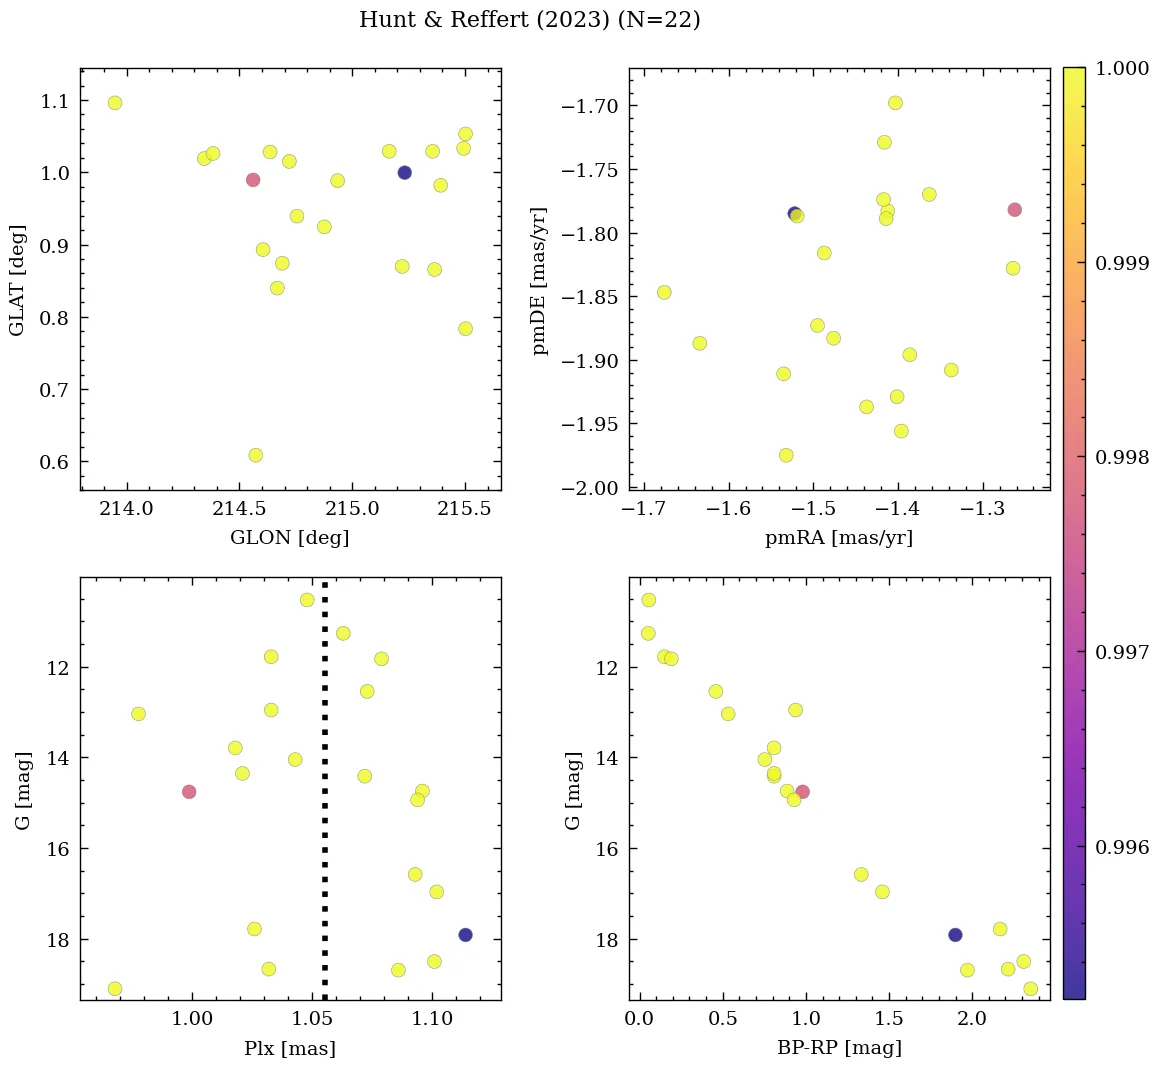 Hunt & Reffert (2023) (N=22)
1.1
1.0
0.9
0.8
0.7
0.6
GLAT [deg]
214.0 214.5 215.0 215.5
GLON [deg]
−1.70
−1.75
−1.80
−1.85
−1.90
−1.95
−2.00
pmDE [mas/yr]
−1.7 −1.6 −1.5 −1.4 −1.3
pmRA [mas/yr]
1.000
0.999
0.998
0.997
0.996
12
14
16
18
G [mag]
1.00 1.05 1.10
Plx [mas]
12
14
16
18
G [mag]
0.0 0.5 1.0 1.5 2.0
BP-RP [mag]